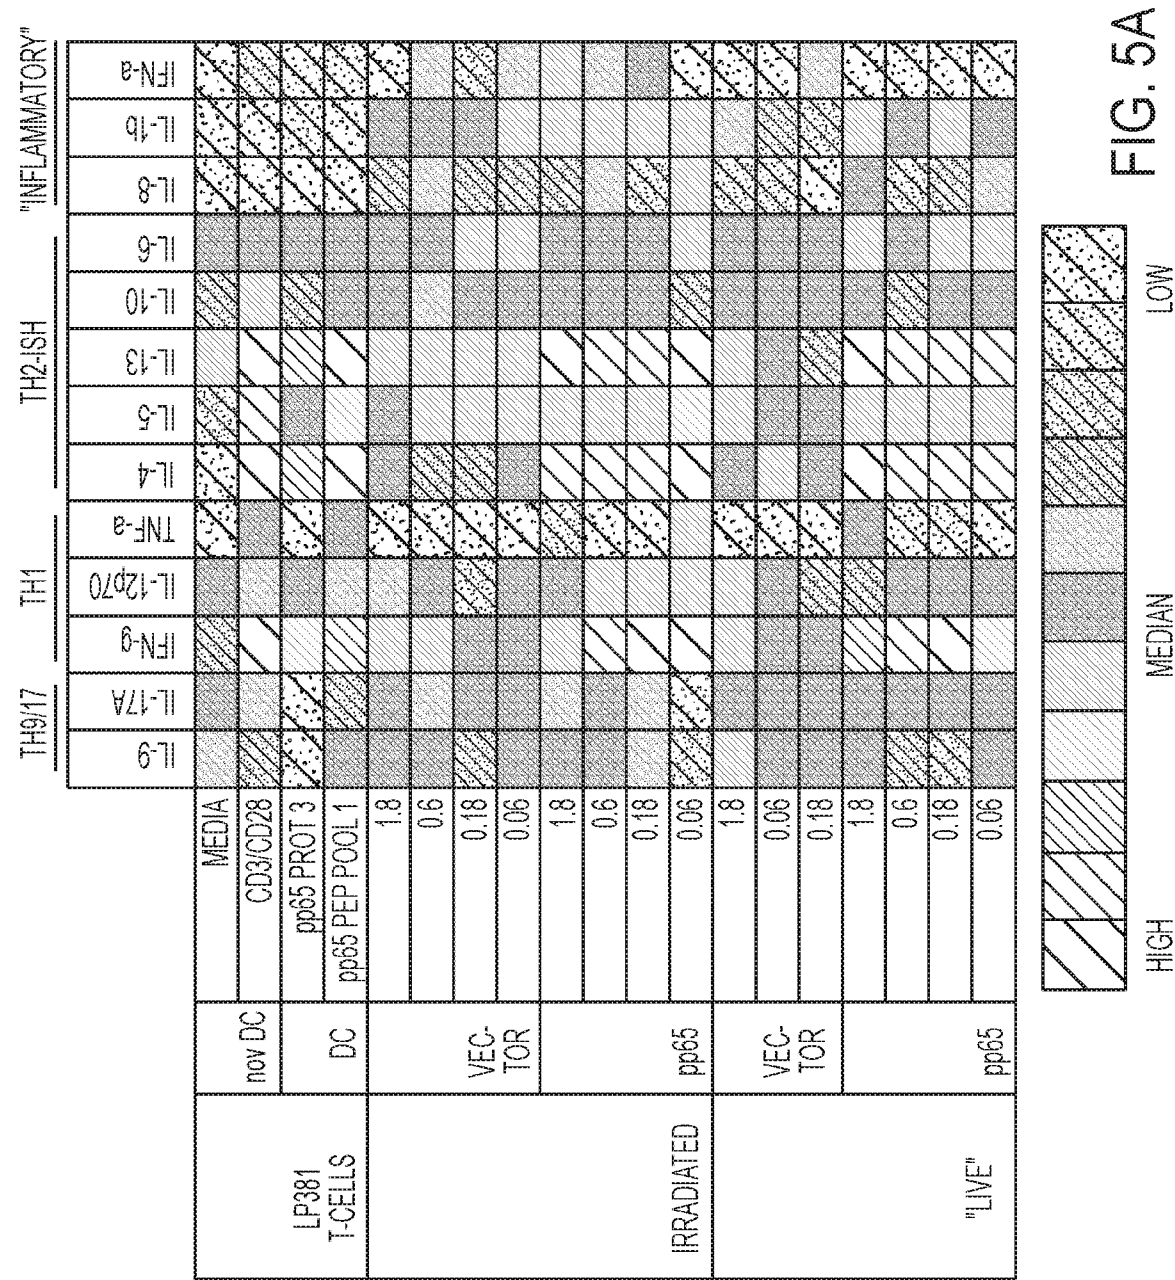 TH9/17
TH1
TH2-ISH
"INFLAMMATORY"
IL-9
IL-17A
IFN-g
IL-12p70
TNF-a
IL-4
IL-5
IL-13
IL-10
IL-6
IL-8
IL-1b
IFN-a
LP381
T-CELLS
nov DC
MEDIA
CD3/CD28
DC
pp65 PROT 3
pp65 PEP POOL 1
IRRADIATED
VEC-
TOR
1.8
0.6
0.18
0.06
pp65
1.8
0.6
0.18
0.06
"LIVE"
VEC-
TOR
1.8
0.06
0.18
pp65
1.8
0.6
0.18
0.06
HIGH
MEDIAN
LOW
FIG. 5A